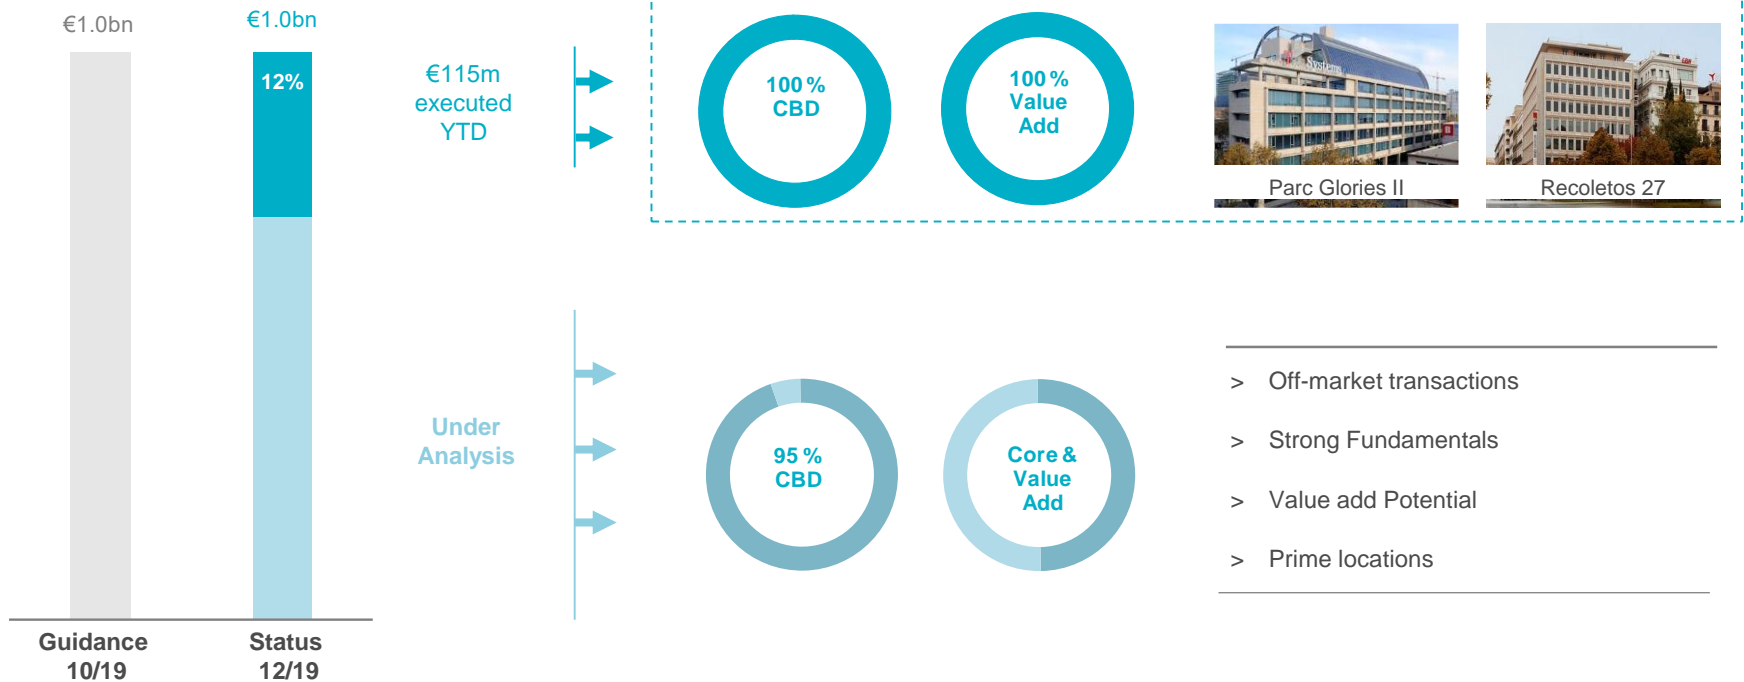 €1.0bn
€1.0bn
12%
€115m
executed
YTD
100 %
CBD
100 %
Value
Add
Systems
Parc Glories II
Recoletos 27
Under
Analysis
95 %
CBD
Core &
Value
Add
> Off-market transactions
> Strong Fundamentals
> Value add Potential
> Prime locations
Guidance
10/19
Status
12/19